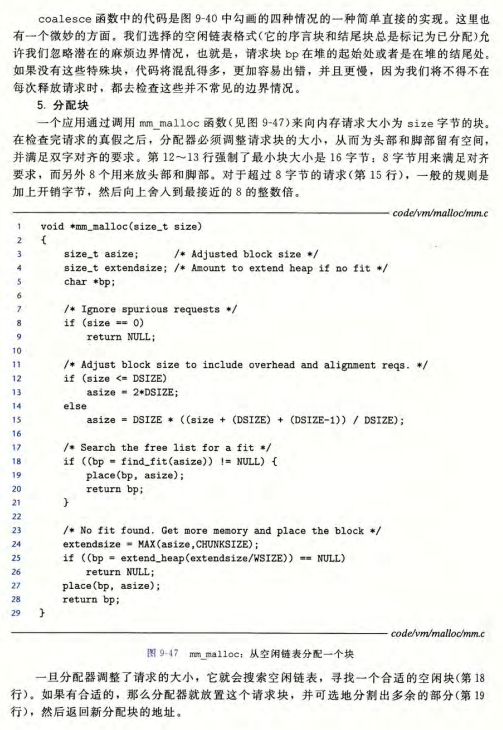 coalesce 函数中的代码是图 9-40 中勾画的四种情况的一种简单直接的实现。这里也
有一个微妙的方面。我们选择的空闲链表格式(它的序言块和结尾块总是标记为已分配)允
许我们忽略潜在的麻烦边界情况，也就是，请求块 bp 在堆的起始处或者是在堆的结尾处。
如果没有这些特殊块，代码将混乱得多，更加容易出错，并且更慢，因为我们将不得不在
每次释放请求时，都去检查这些并不常见的边界情况。
5. 分配块
一个应用通过调用 mm_malloc 函数(见图 9-47)来向内存请求大小为 size 字节的块。
在检查完请求的真假之后，分配器必须调整请求块的大小，从而为头部和脚部留有空间，
并满足双字对齐的要求。第 12～13 行强制了最小块大小是 16 字节：8 字节用来满足对齐
要求，而另外 8 个用来放头部和脚部。对于超过 8 字节的请求(第 15 行)，一般的规则是
加上开销字节，然后向上舍入到最接近的 8 的整数倍。
code/vm/malloc/mm.c
1 void *mm_malloc(size_t size)
2 {
3 size_t asize; /* Adjusted block size */
4 size_t extendsize; /* Amount to extend heap if no fit */
5 char *bp;
6
7 /* Ignore spurious requests */
8 if (size == 0)
9 return NULL;
10
11 /* Adjust block size to include overhead and alignment reqs. */
12 if (size <= DSIZE)
13 asize = 2*DSIZE;
14 else
15 asize = DSIZE * ((size + (DSIZE) + (DSIZE-1)) / DSIZE);
16
17 /* Search the free list for a fit */
18 if ((bp = find_fit(asize)) != NULL) {
19 place(bp, asize);
20 return bp;
21 }
22
23 /* No fit found. Get more memory and place the block */
24 extendsize = MAX(asize,CHUNKSIZE);
25 if ((bp = extend_heap(extendsize/WSIZE)) == NULL)
26 return NULL;
27 place(bp, asize);
28 return bp;
29 }
code/vm/malloc/mm.c
图 9-47 mm_malloc：从空闲链表分配一个块
一旦分配器调整了请求的大小，它就会搜索空闲链表，寻找一个合适的空闲块(第 18
行)。如果有合适的，那么分配器就放置这个请求块，并可选地分割出多余的部分(第 19
行)，然后返回新分配块的地址。